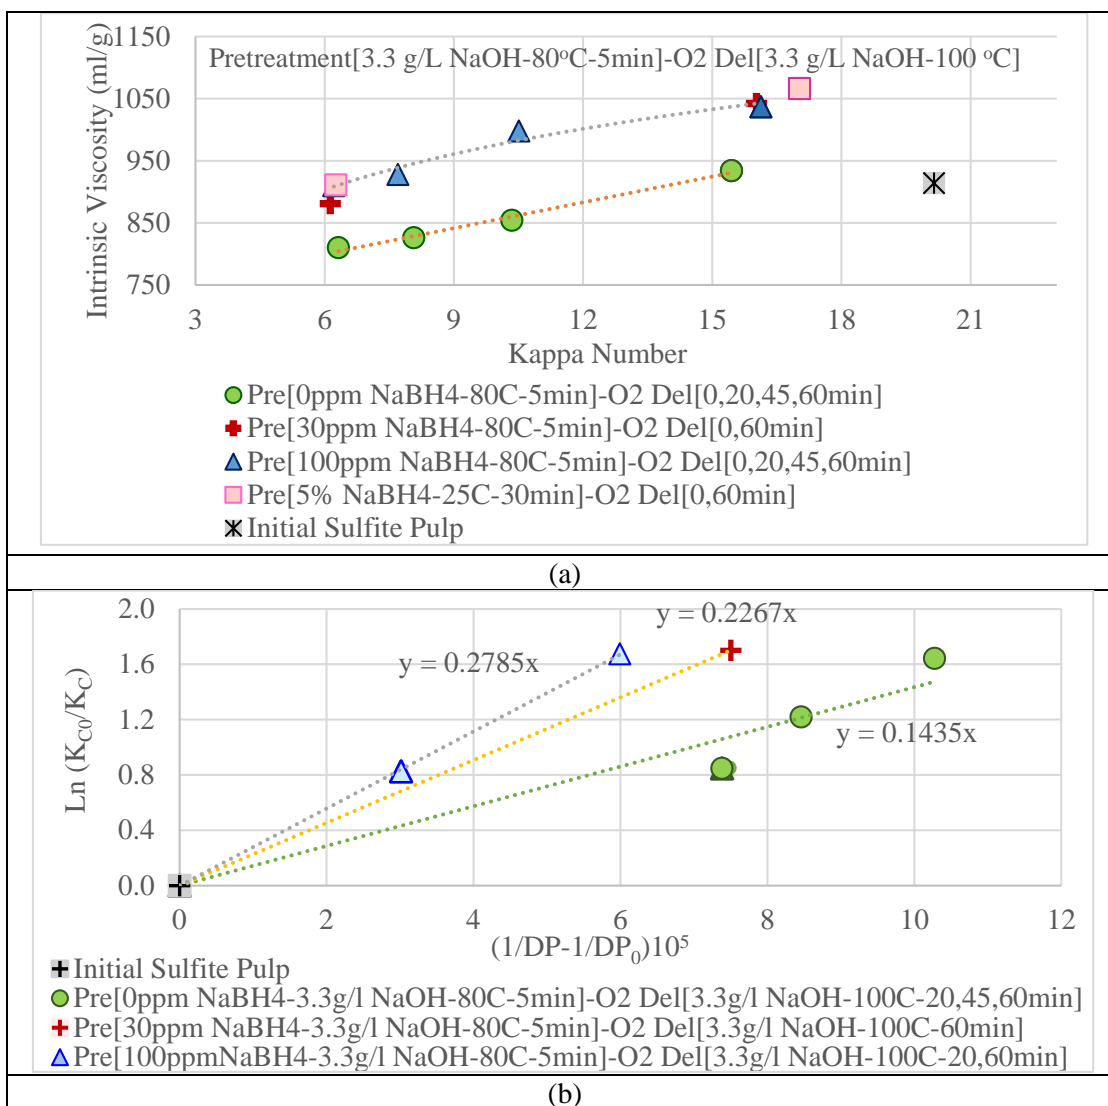 Pretreatment[3.3 g/L NaOH-80ᵒC-5min]-O2 Del[3.3 g/L NaOH-100 ᵒC]
Intrinsic Viscosity (ml/g)
1150
1050
950
850
750
3 6 9 12 15 18 21
Kappa Number
Pre[0ppm NaBH4-80C-5min]-O2 Del[0,20,45,60min]
Pre[30ppm NaBH4-80C-5min]-O2 Del[0,60min]
Pre[100ppm NaBH4-80C-5min]-O2 Del[0,20,45,60min]
Pre[5% NaBH4-25C-30min]-O2 Del[0,60min]
Initial Sulfite Pulp
(a)
Ln (K_C0/K_C)
2.0
1.6
1.2
0.8
0.4
0.0
y = 0.2267x
y = 0.2785x
y = 0.1435x
0 2 4 6 8 10 12
(1/DP-1/DP₀)10⁵
Initial Sulfite Pulp
Pre[0ppm NaBH4-3.3g/l NaOH-80C-5min]-O2 Del[3.3g/l NaOH-100C-20,45,60min]
Pre[30ppm NaBH4-3.3g/l NaOH-80C-5min]-O2 Del[3.3g/l NaOH-100C-60min]
Pre[100ppmNaBH4-3.3g/l NaOH-80C-5min]-O2 Del[3.3g/l NaOH-100C-20,60min]
(b)